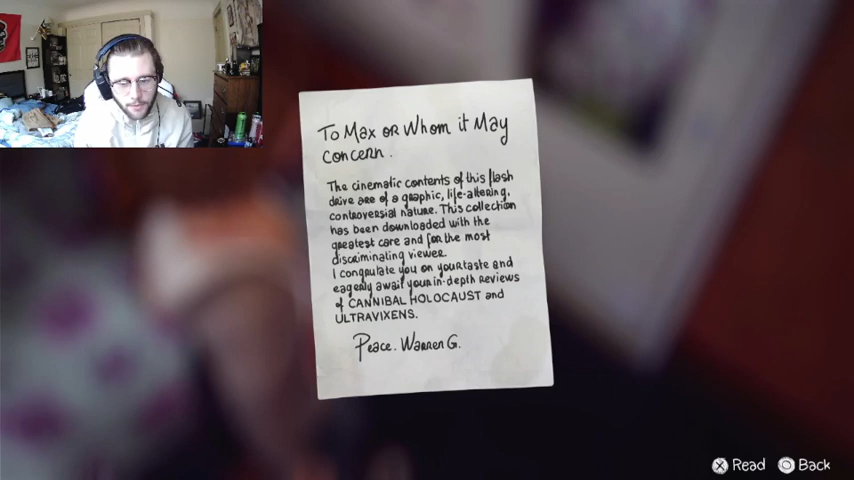 To Max or Whom it May
concern.
The cinematic contents of this flash
drive are of a graphic, life-altering,
controversial nature. This collection
has been downloaded with the
greatest care and for the most
discriminating viewer.
I congrulate you on your taste and
eagerly await your in-depth reviews
of CANNIBAL HOLOCAUST and
ULTRAVIXENS.
Peace. Warren G.
Read Back